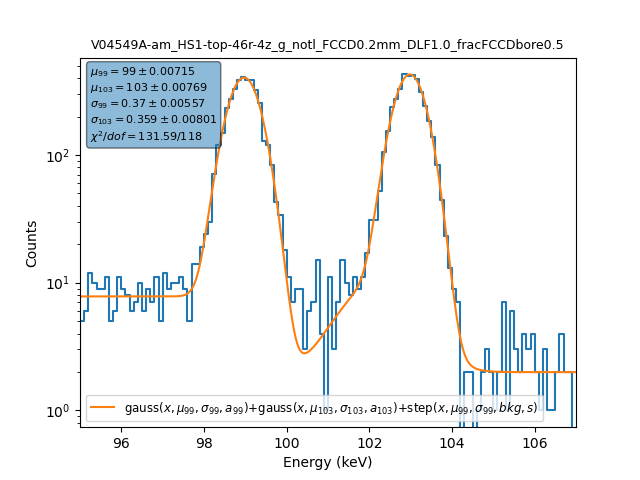 V04549A-am_HS1-top-46r-4z_g_notl_FCCD0.2mm_DLF1.0_fracFCCDbore0.5
μ₉₉ = 99 ± 0.00715
μ₁₀₃ = 103 ± 0.00769
σ₉₉ = 0.37 ± 0.00557
σ₁₀₃ = 0.359 ± 0.00801
χ²/dof = 131.59/118
Counts
10²
10¹
10⁰
gauss(x, μ₉₉, σ₉₉, a₉₉)+gauss(x, μ₁₀₃, σ₁₀₃, a₁₀₃)+step(x, μ₉₉, σ₉₉, bkg, s)
96 98 100 102 104 106
Energy (keV)